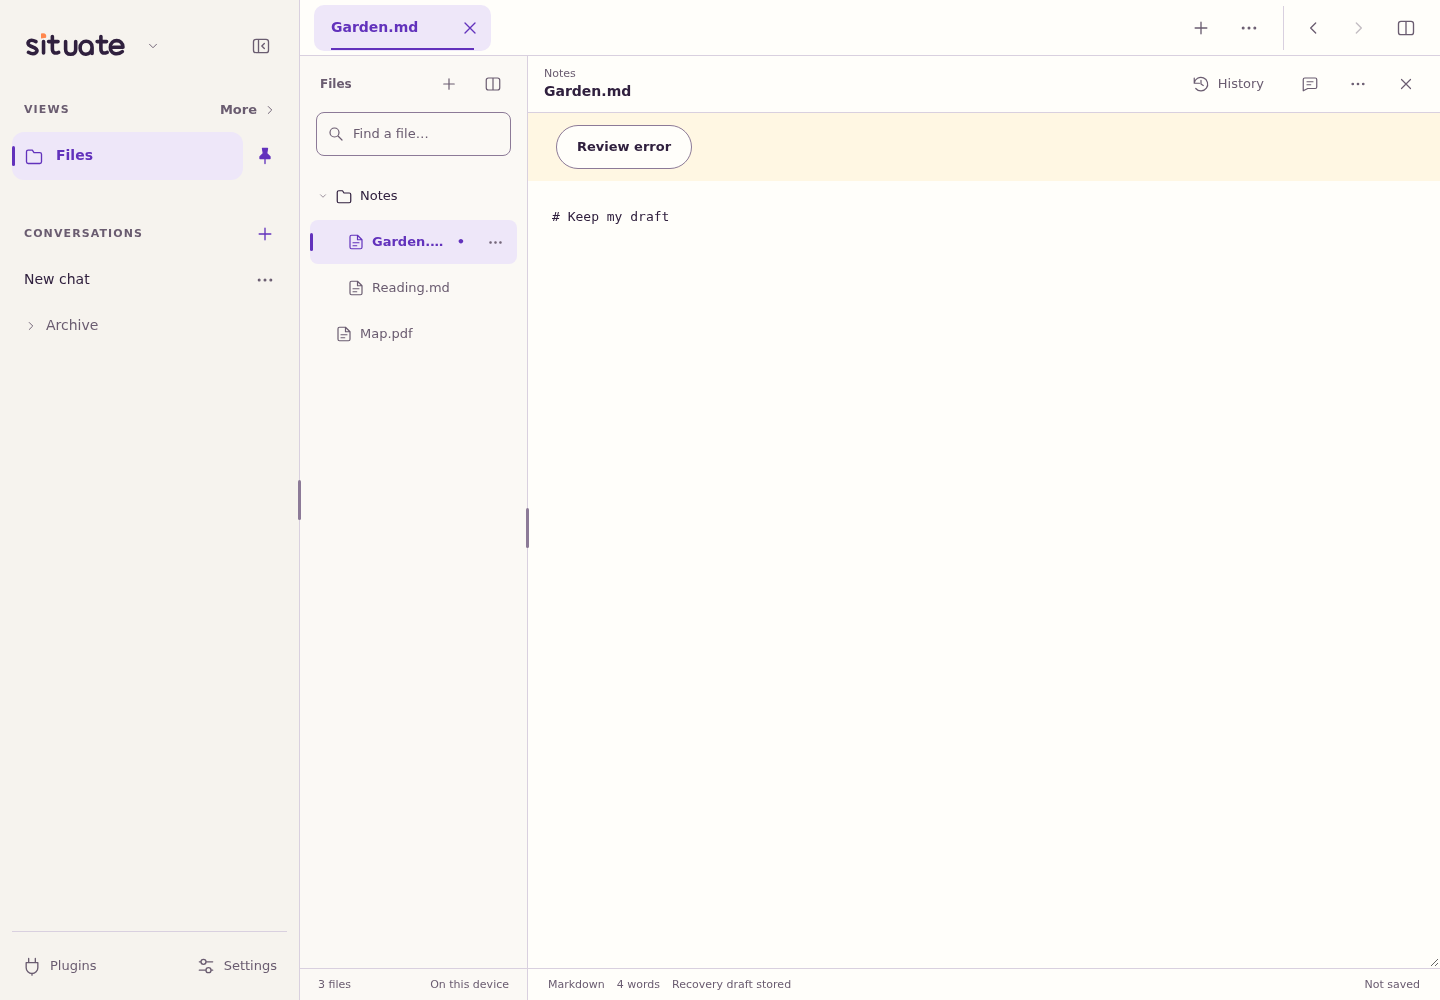 situate
VIEWS
More
Files
CONVERSATIONS
New chat
Archive
Plugins
Settings
Garden.md
Files
Find a file...
Notes
Garden.…
Reading.md
Map.pdf
3 files
On this device
Notes
Garden.md
History
Review error
# Keep my draft
Markdown
4 words
Recovery draft stored
Not saved